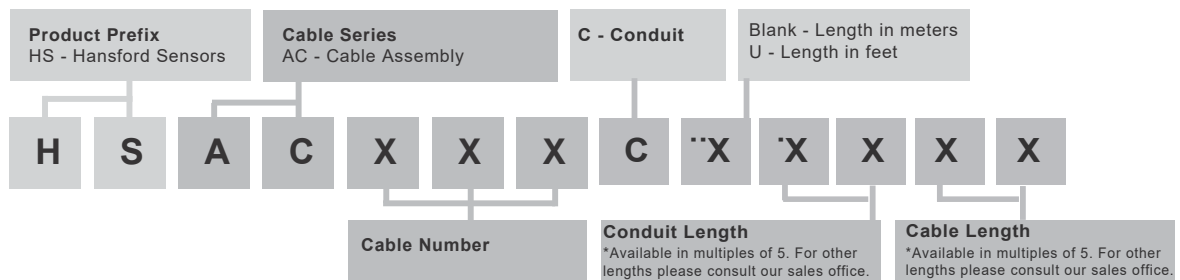 Product Prefix
HS - Hansford Sensors
Cable Series
AC - Cable Assembly
C - Conduit
Blank - Length in meters
U - Length in feet
H S A C X X X C ¨X ˙X X X X
Cable Number
Conduit Length
*Available in multiples of 5. For other
lengths please consult our sales office.
Cable Length
*Available in multiples of 5. For other
lengths please consult our sales office.